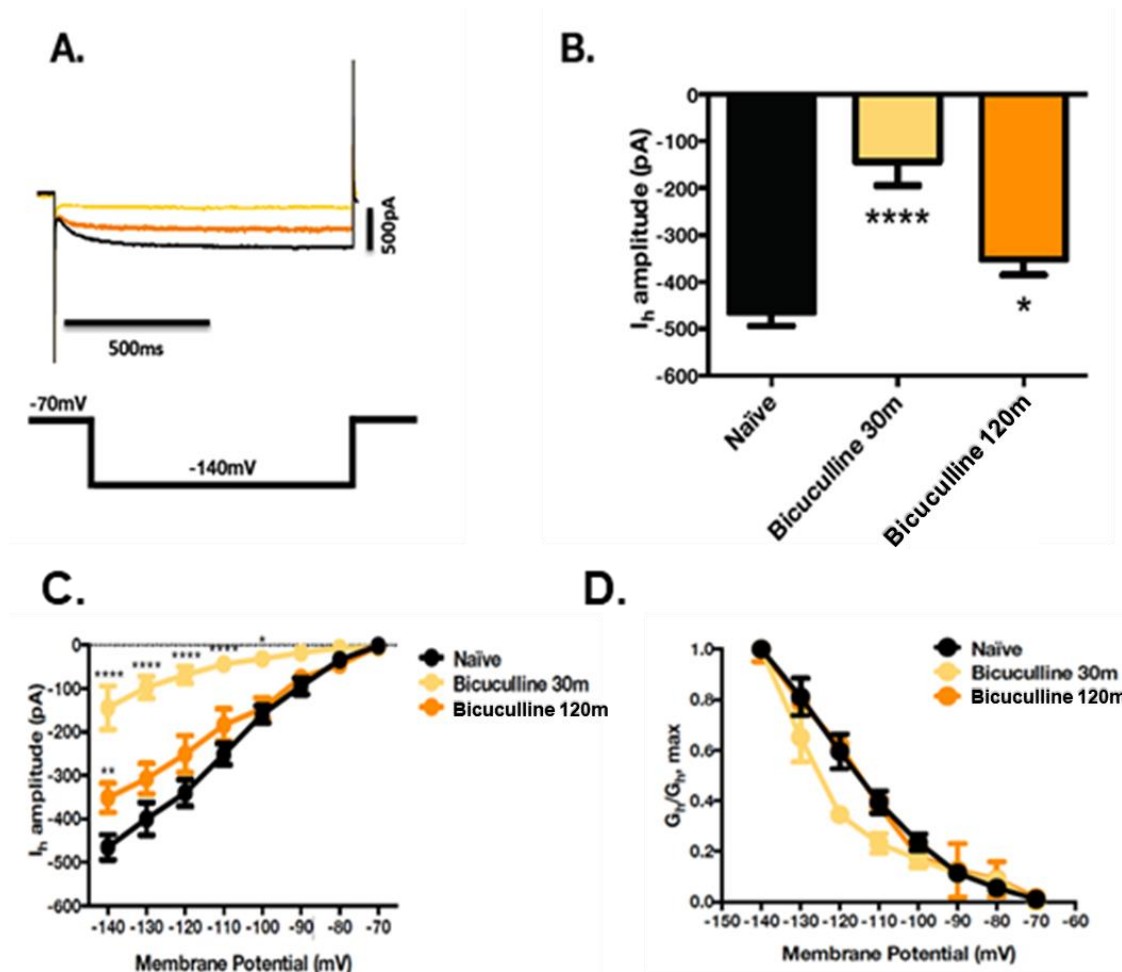 A.
500pA
500ms
-70mV
-140mV
B.
Ih amplitude (pA)
0
-100
-200
-300
-400
-500
-600
****
*
Naïve
Bicuculline 30m
Bicuculline 120m
C.
Ih amplitude (pA)
0
-100
-200
-300
-400
-500
-600
**** **** **** **** *
**
-140 -130 -120 -110 -100 -90 -80 -70
Membrane Potential (mV)
Naïve
Bicuculline 30m
Bicuculline 120m
D.
Gh/Gh, max
1.0
0.8
0.6
0.4
0.2
0.0
-150 -140 -130 -120 -110 -100 -90 -80 -70 -60
Membrane Potential (mV)
Naïve
Bicuculline 30m
Bicuculline 120m